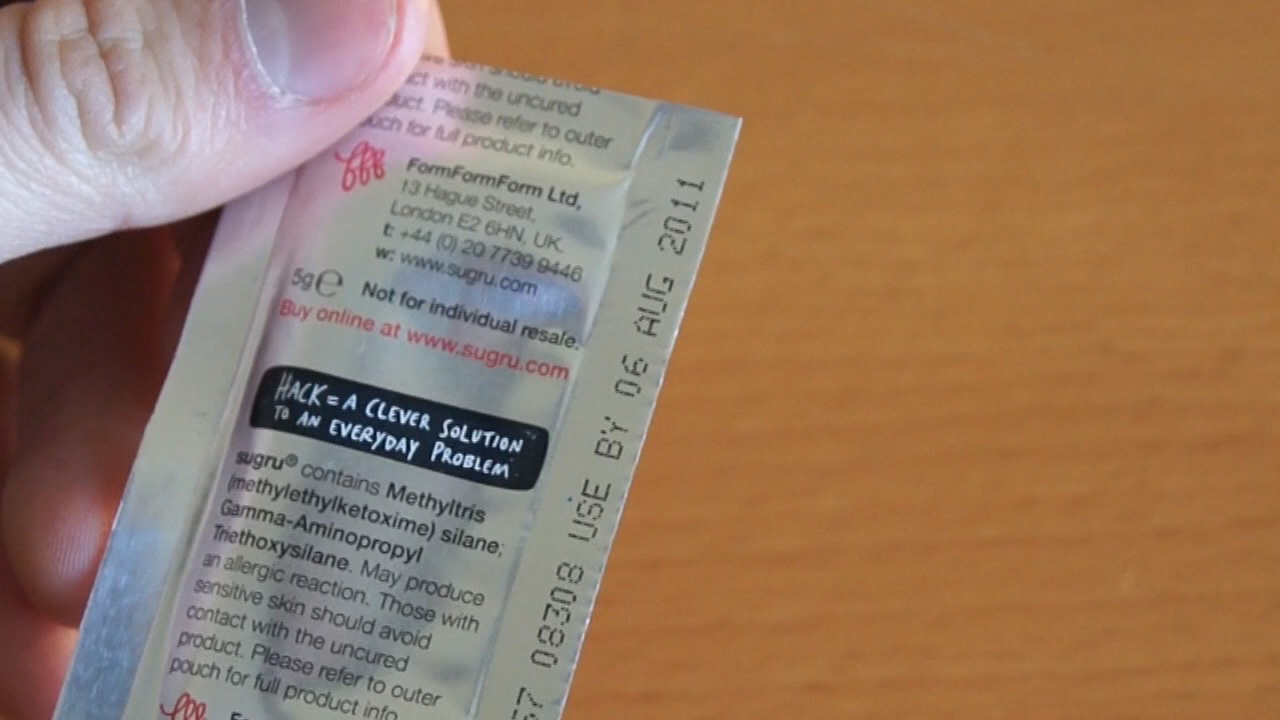 should avoid
with the uncured
Please refer to outer
for full product info.
FormFormForm Ltd,
13 Hague Street,
London E2 6HN, UK.
t: +44 (0) 20 7739 9446
w: www.sugru.com
5g℮ Not for individual resale.
Buy online at www.sugru.com
HACK = A CLEVER SOLUTION
TO AN EVERYDAY PROBLEM
sugru® contains Methyltris
(methylethylketoxime) silane;
Gamma-Aminopropyl
Triethoxysilane. May produce
an allergic reaction. Those with
sensitive skin should avoid
contact with the uncured
product. Please refer to outer
pouch for full product info.
08308 USE BY 06 AUG 2011